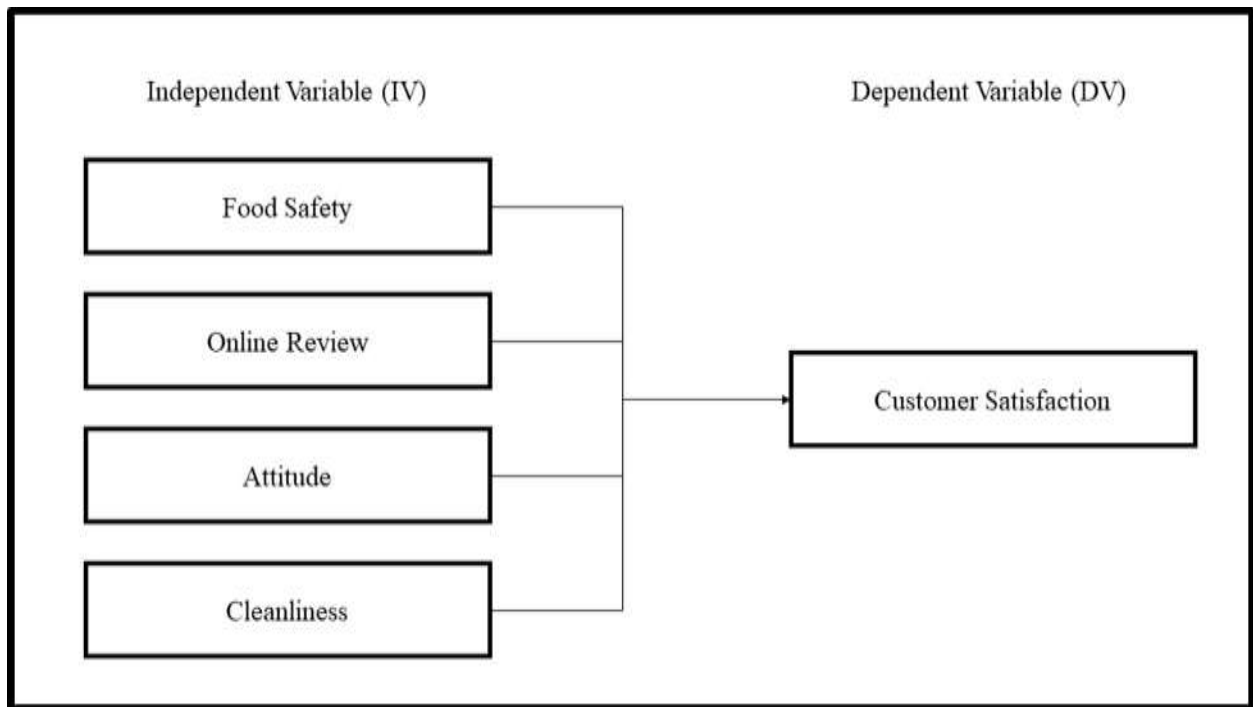 Independent Variable (IV)
Dependent Variable (DV)
Food Safety
Online Review
Attitude
Cleanliness
Customer Satisfaction